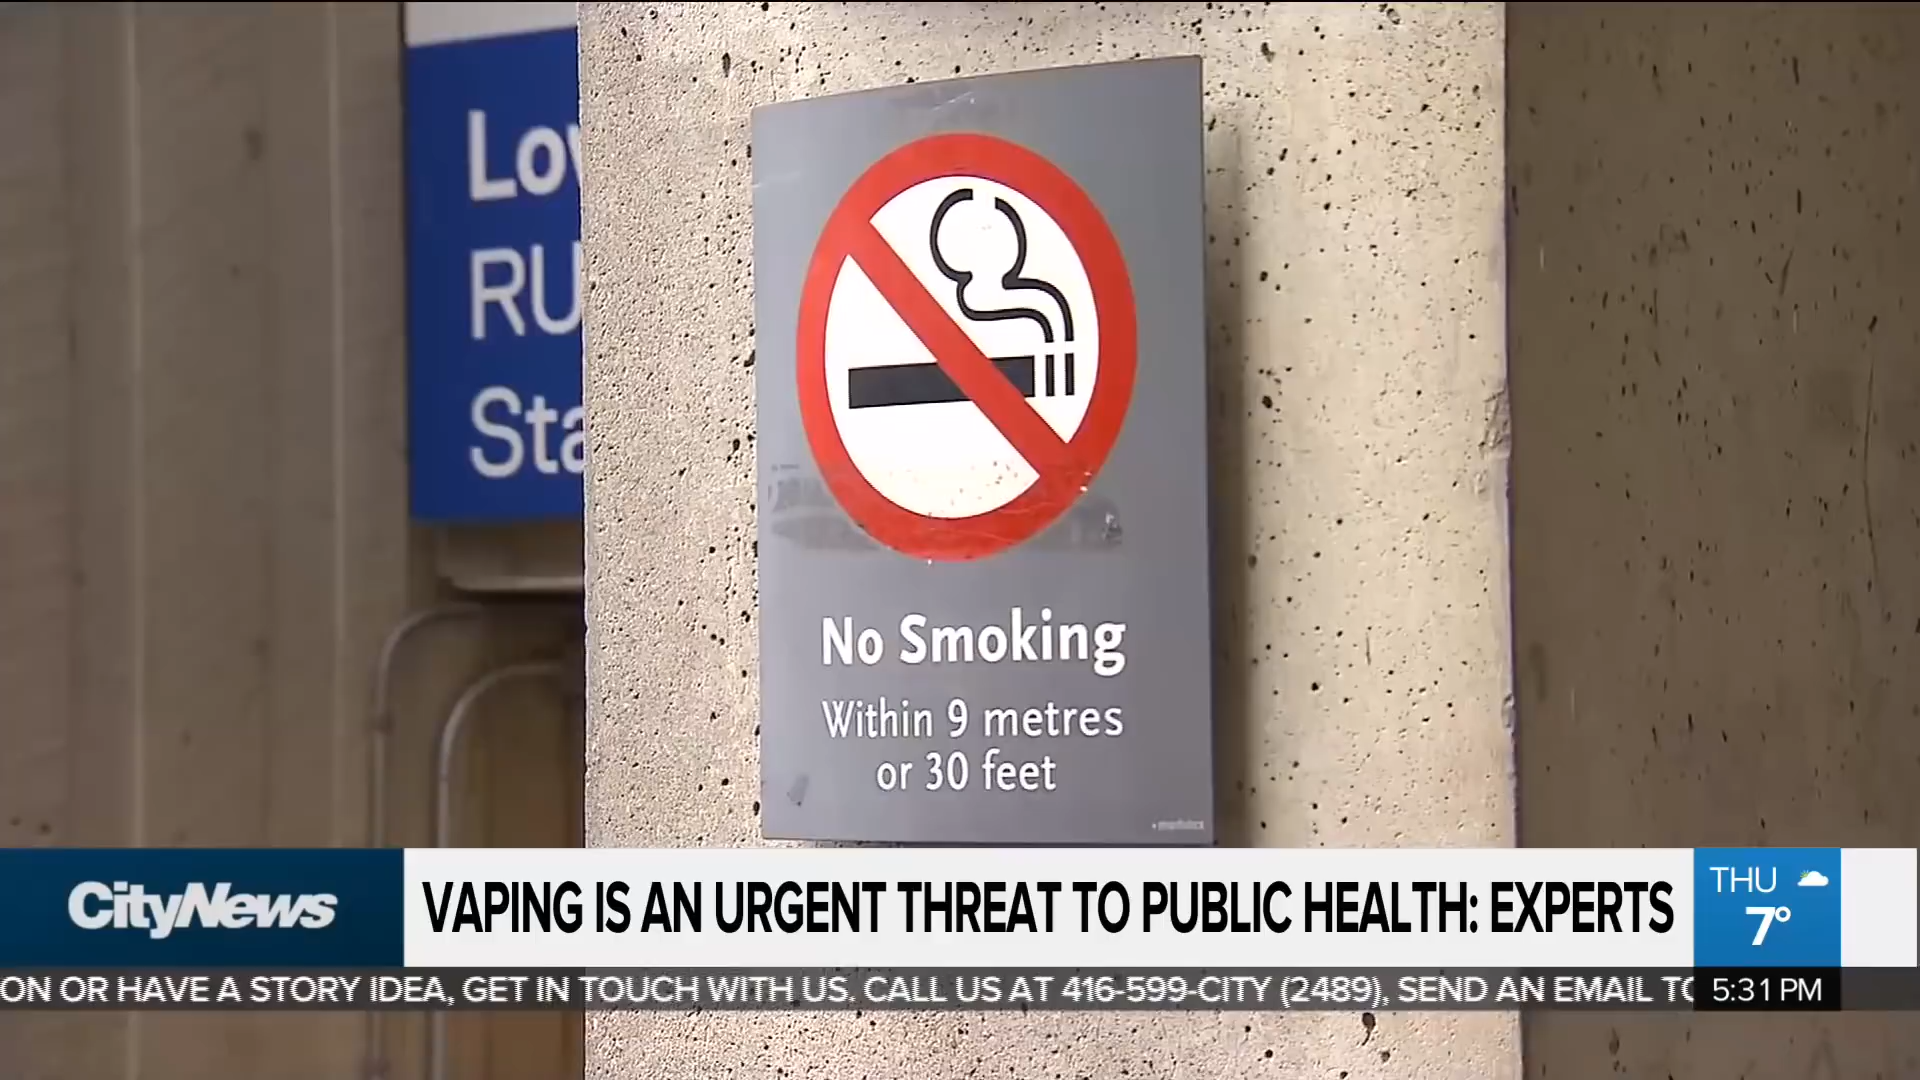 Lo
RU
Sta
No Smoking
Within 9 metres
or 30 feet
CityNews
VAPING IS AN URGENT THREAT TO PUBLIC HEALTH: EXPERTS
THU
7°
ON OR HAVE A STORY IDEA, GET IN TOUCH WITH US. CALL US AT 416-599-CITY (2489), SEND AN EMAIL TO
5:31 PM